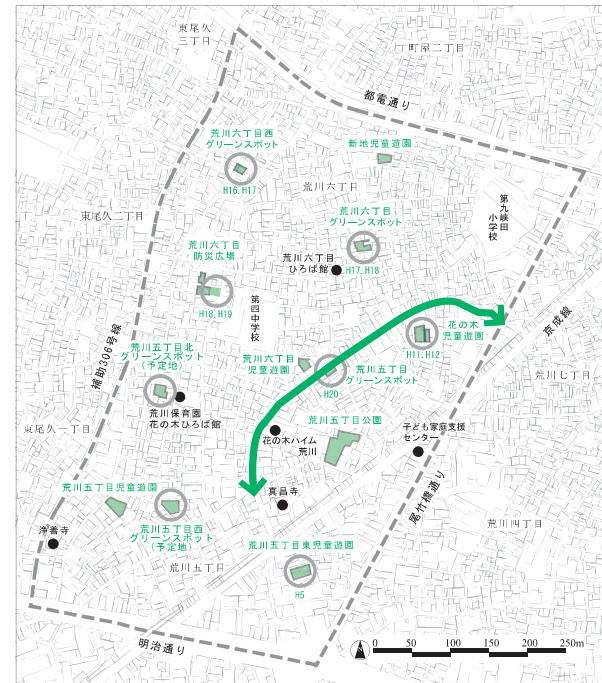 東尾久
三丁目
町屋二丁目
都電通り
荒川六丁目西
グリーンスポット
H16, H17
新地児童遊園
荒川六丁目
第九峡田
小学校
東尾久二丁目
荒川六丁目
グリーンスポット
荒川六丁目
ひろば館
H17, H18
荒川六丁目
防災広場
H18, H19
第四中学校
補助306号線
花の木
児童遊園
H11, H12
京成線
荒川七丁目
荒川五丁目北
グリーンスポット
(予定地)
荒川六丁目
児童遊園
荒川五丁目
グリーンスポット
H20
荒川保育園
花の木ひろば館
荒川五丁目公園
東尾久一丁目
花の木ハイム
荒川
子ども家庭支援
センター
尾竹橋通り
荒川五丁目児童遊園
真昌寺
浄善寺
荒川五丁目西
グリーンスポット
(予定地)
荒川四丁目
荒川五丁目東児童遊園
荒川五丁目
H5
明治通り
0 50 100 150 200 250m